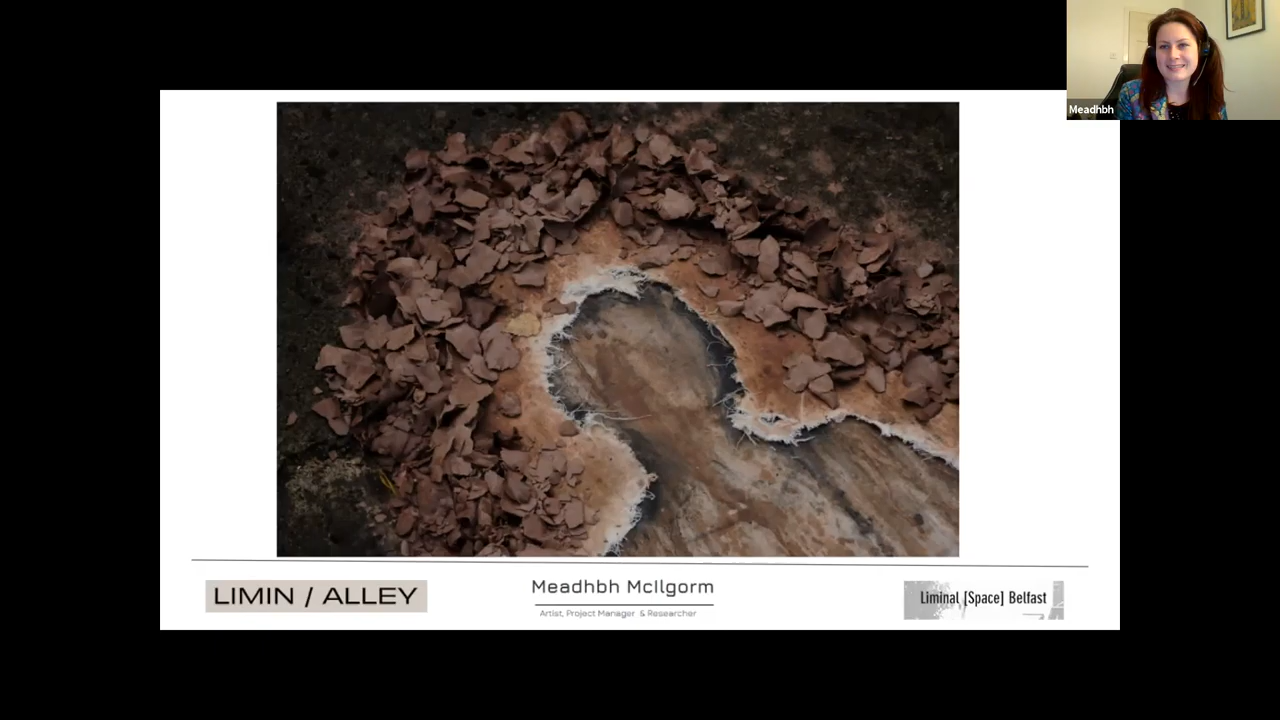 Meadhbh
LIMIN / ALLEY
Meadhbh McIlgorm
Artist, Project Manager & Researcher
Liminal [Space] Belfast